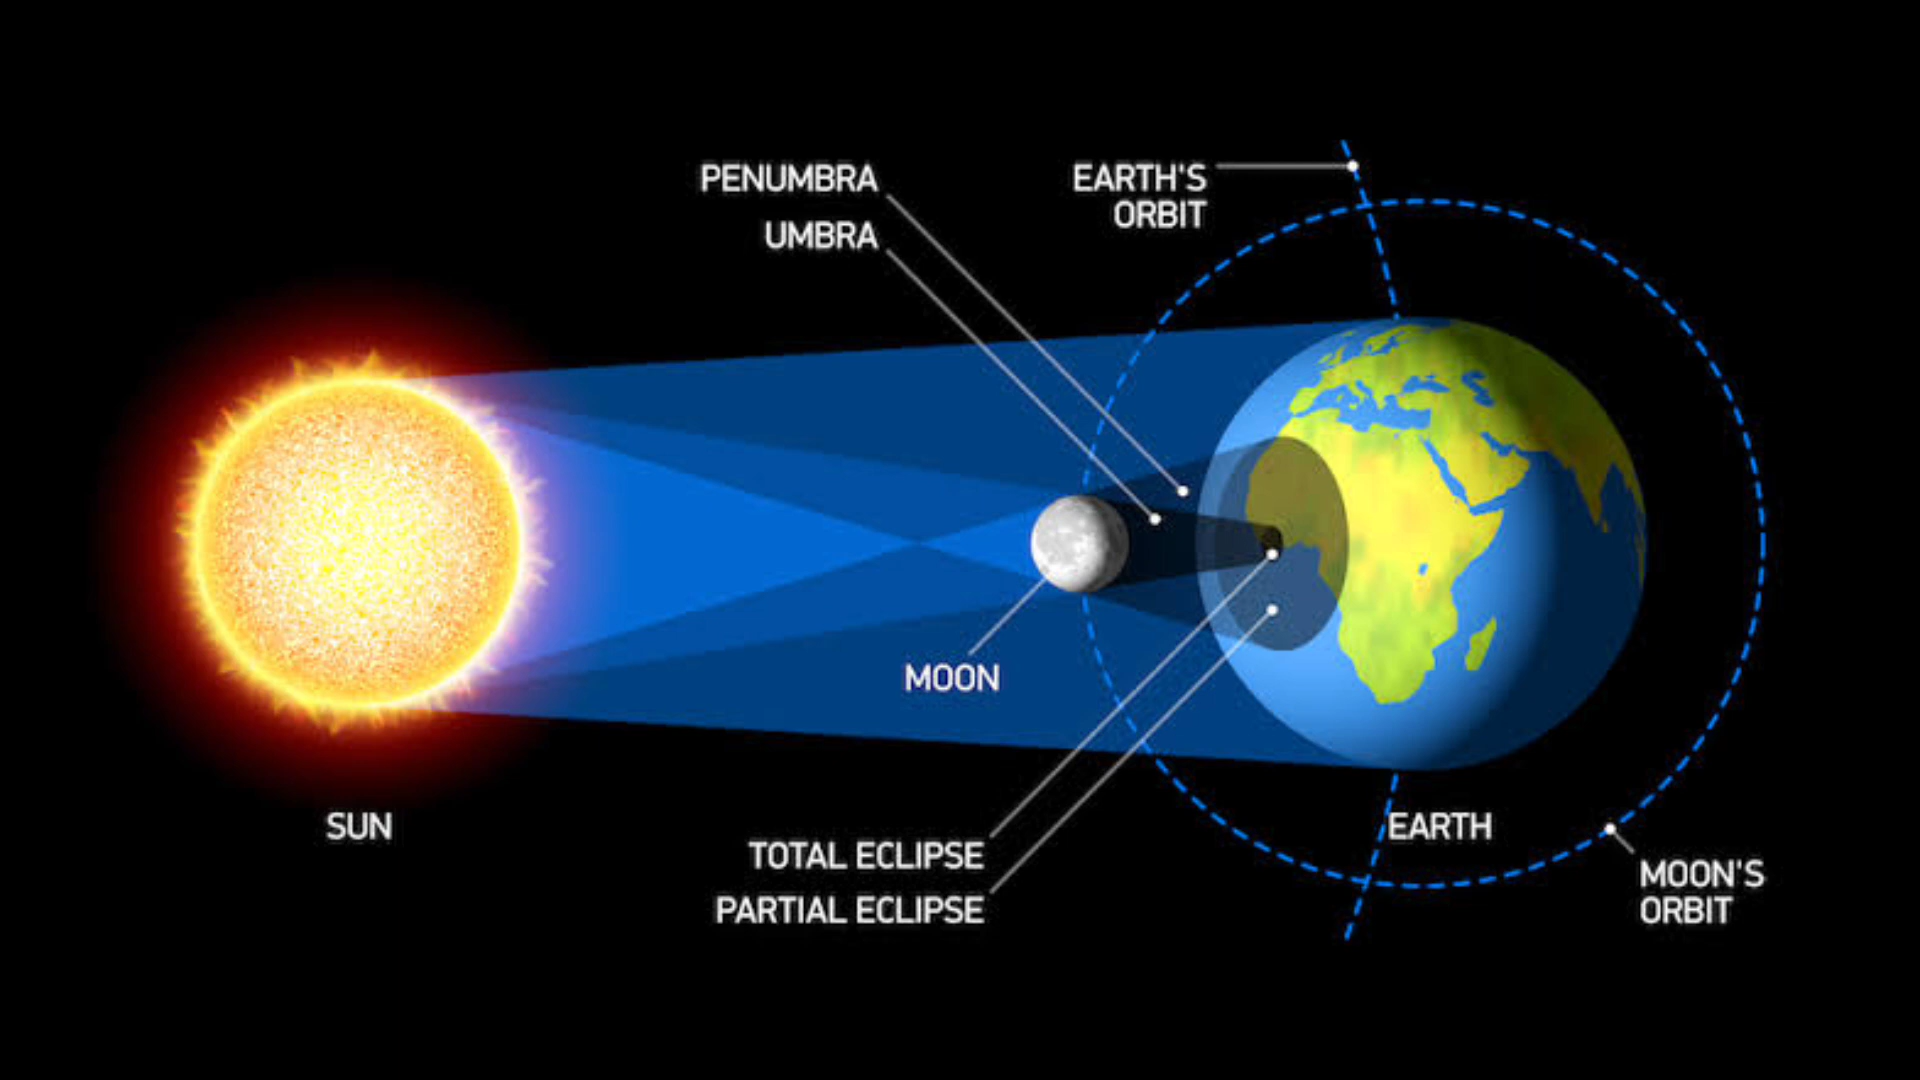 PENUMBRA
UMBRA
EARTH'S
ORBIT
MOON
SUN
TOTAL ECLIPSE
PARTIAL ECLIPSE
EARTH
MOON'S
ORBIT